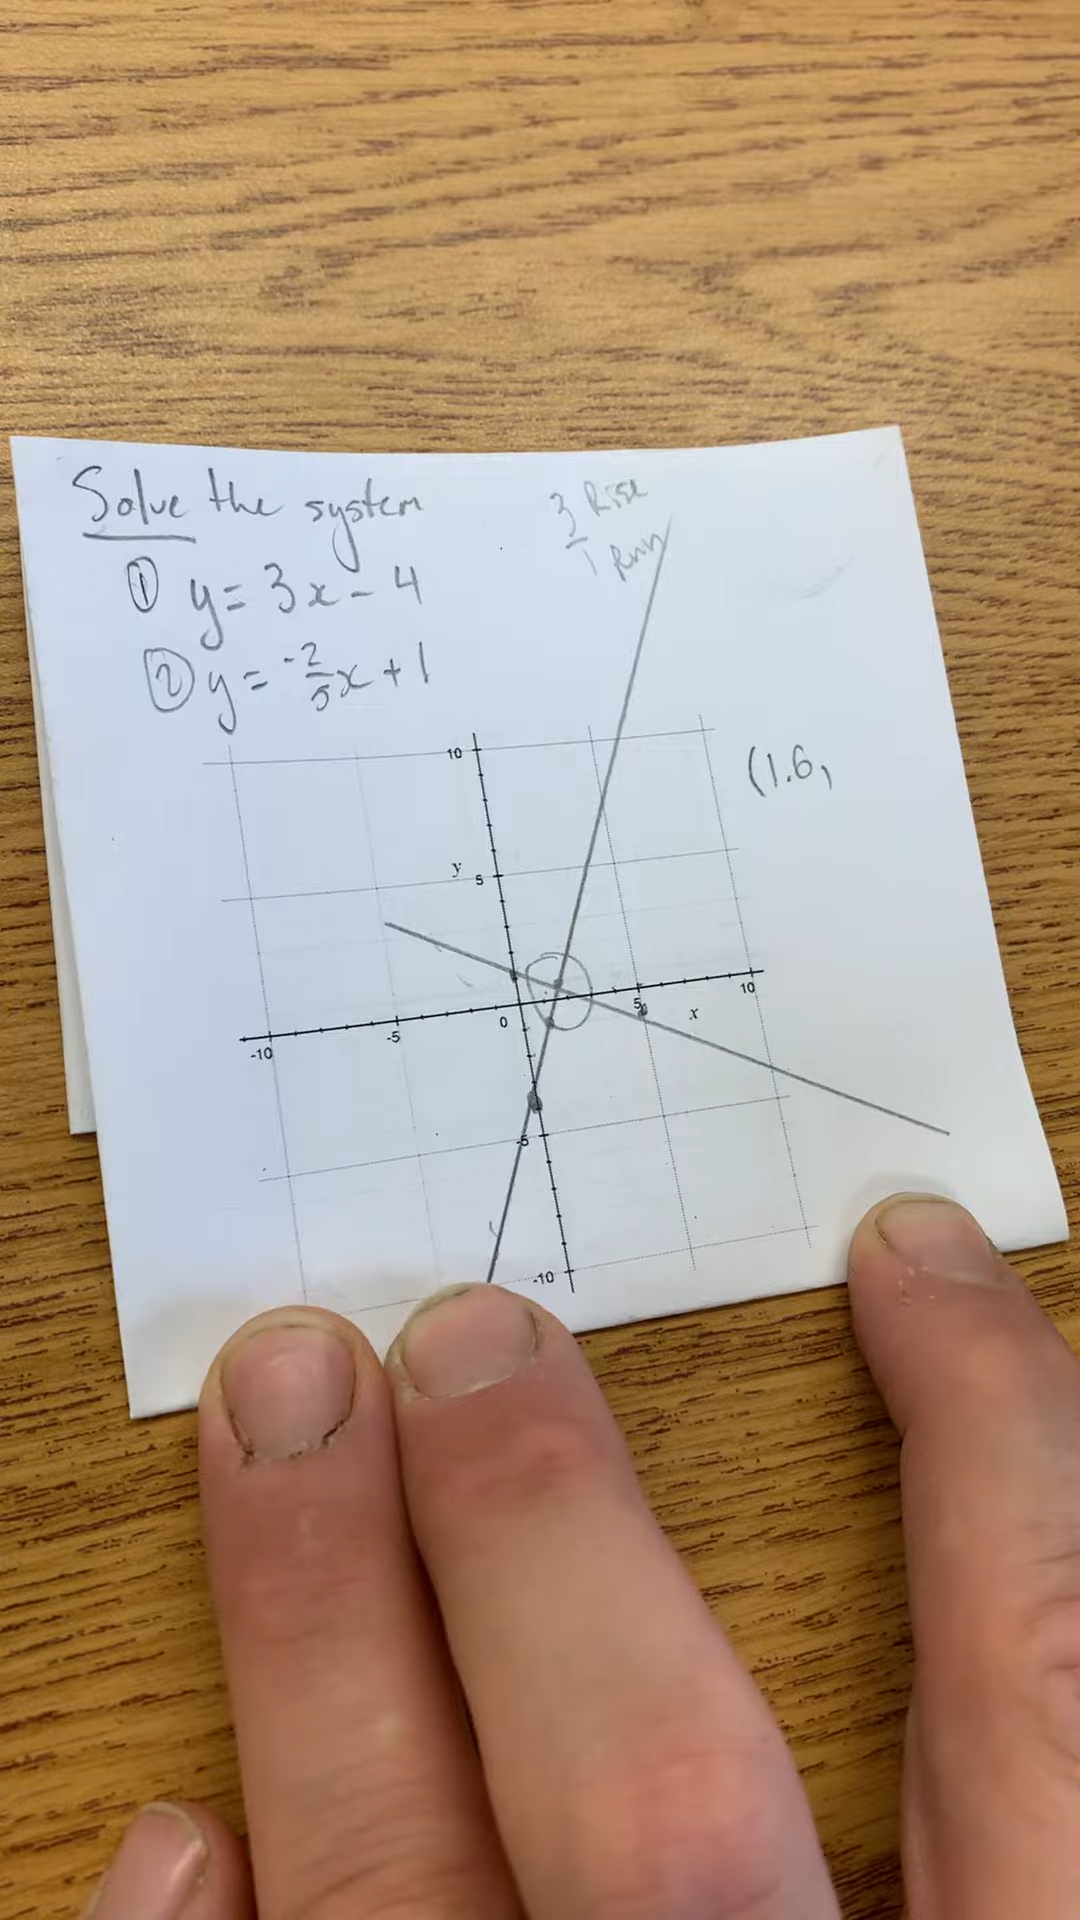 Solve the system
① y = 3x - 4
② y = -2/5 x + 1
3/1 Rise Run
(1.6,
10
y
5
0
5
x
10
-10
-5
-5
-10